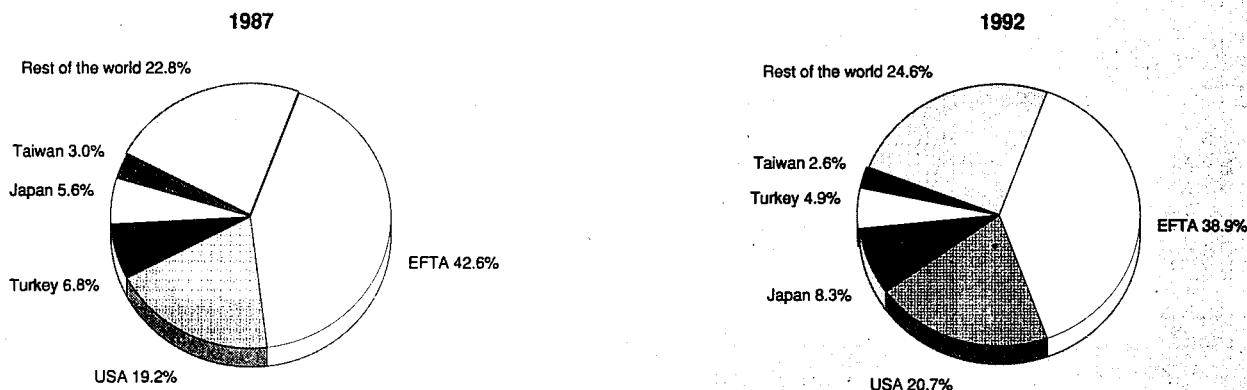 1987
Rest of the world 22.8%
Taiwan 3.0%
Japan 5.6%
Turkey 6.8%
USA 19.2%
EFTA 42.6%
1992
Rest of the world 24.6%
Taiwan 2.6%
Turkey 4.9%
Japan 8.3%
USA 20.7%
EFTA 38.9%